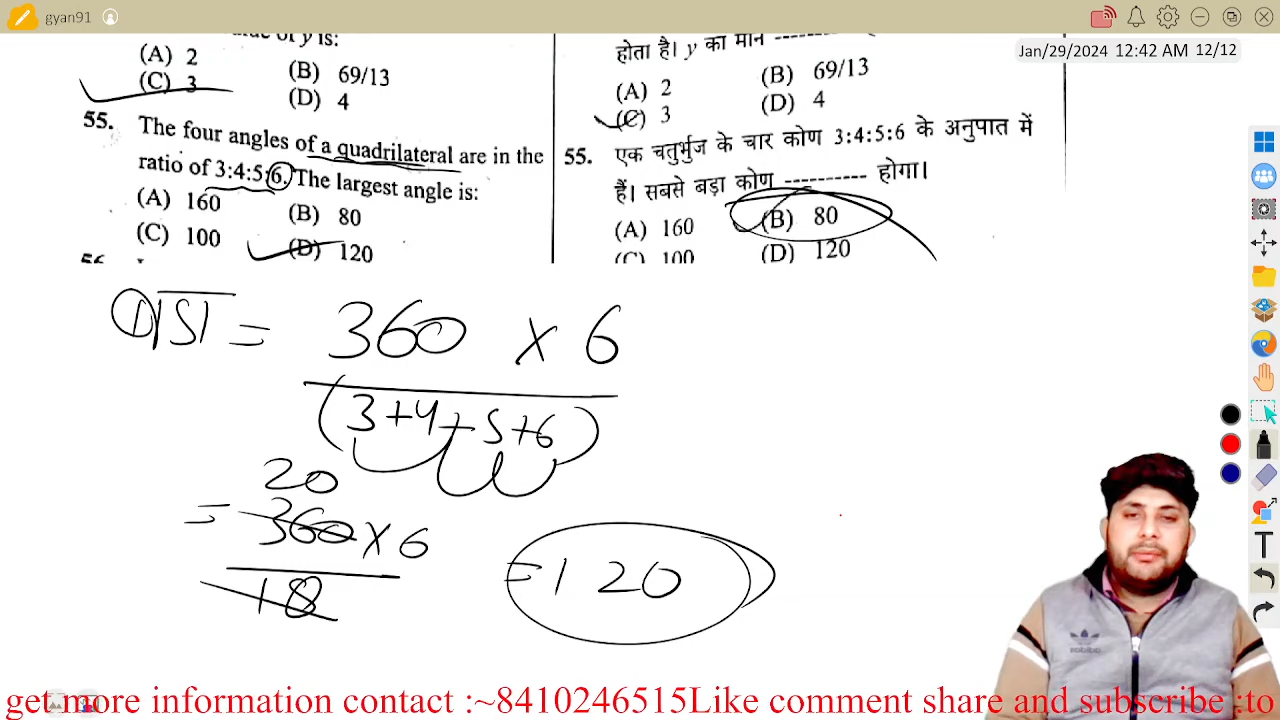 gyan91
Jan/29/2024 12:42 AM 12/12
of y is:
(A) 2
(B) 69/13
(C) 3
(D) 4
55. The four angles of a quadrilateral are in the
ratio of 3:4:5:6. The largest angle is:
(A) 160
(B) 80
(C) 100
(D) 120
56.
होता है। y का मान ----------
(A) 2
(B) 69/13
(C) 3
(D) 4
55. एक चतुर्भुज के चार कोण 3:4:5:6 के अनुपात में
हैं। सबसे बड़ा कोण ---------- होगा।
(A) 160
(B) 80
(C) 100
(D) 120
= 360 x 6
(3+4+5+6)
20
= 360 x 6
18
= 120
get more information contact :~8410246515Like comment share and subscribe :to